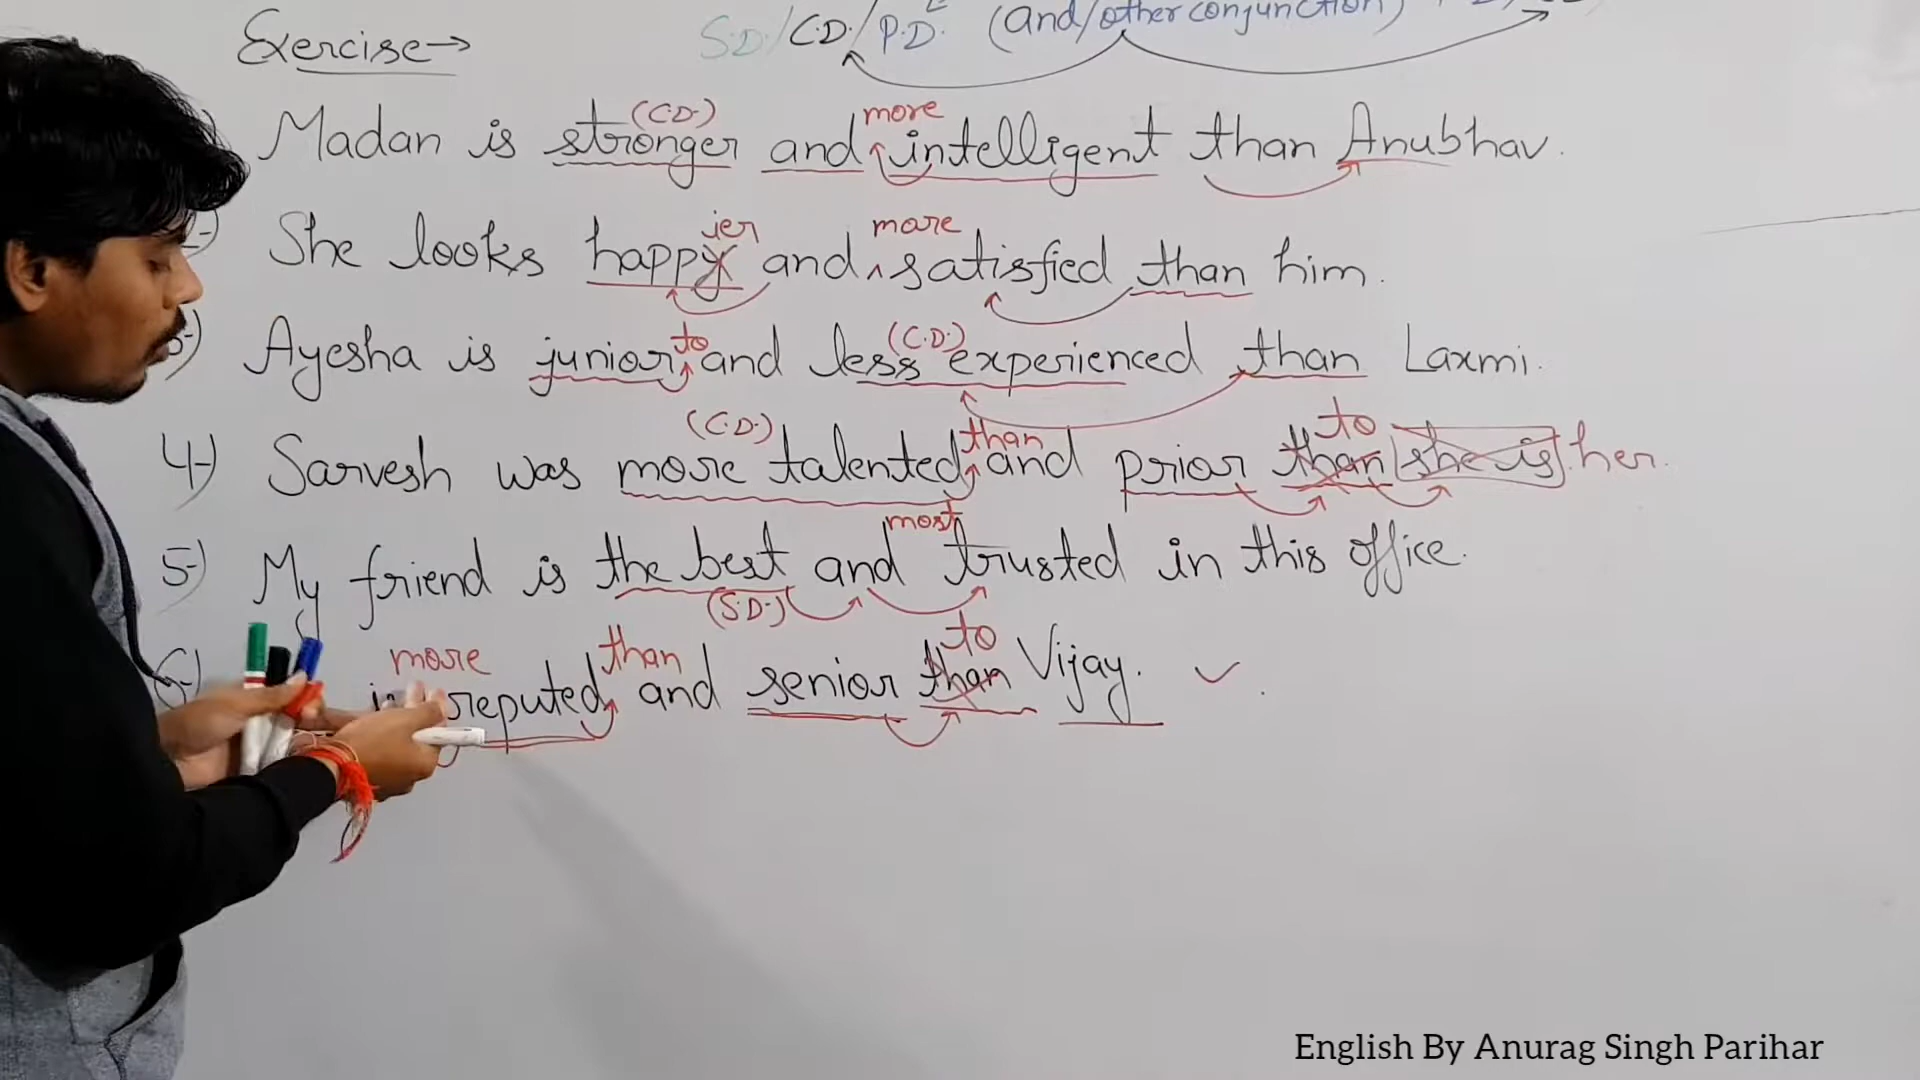 Exercise→ S.D./C.D./P.D. (and/other conjunction)
(C.D.) more
Madan is stronger and intelligent than Anubhav.
ier more
She looks happy and ^ satisfied than him.
to (C.D.)
Ayesha is junior and less experienced than Laxmi.
(C.D.) than to
4-) Sarvesh was more talented and prior than she is her.
most
5-) My friend is the best and trusted in this office.
(S.D.)
more than to
6-) reputed and senior than Vijay.
English By Anurag Singh Parihar